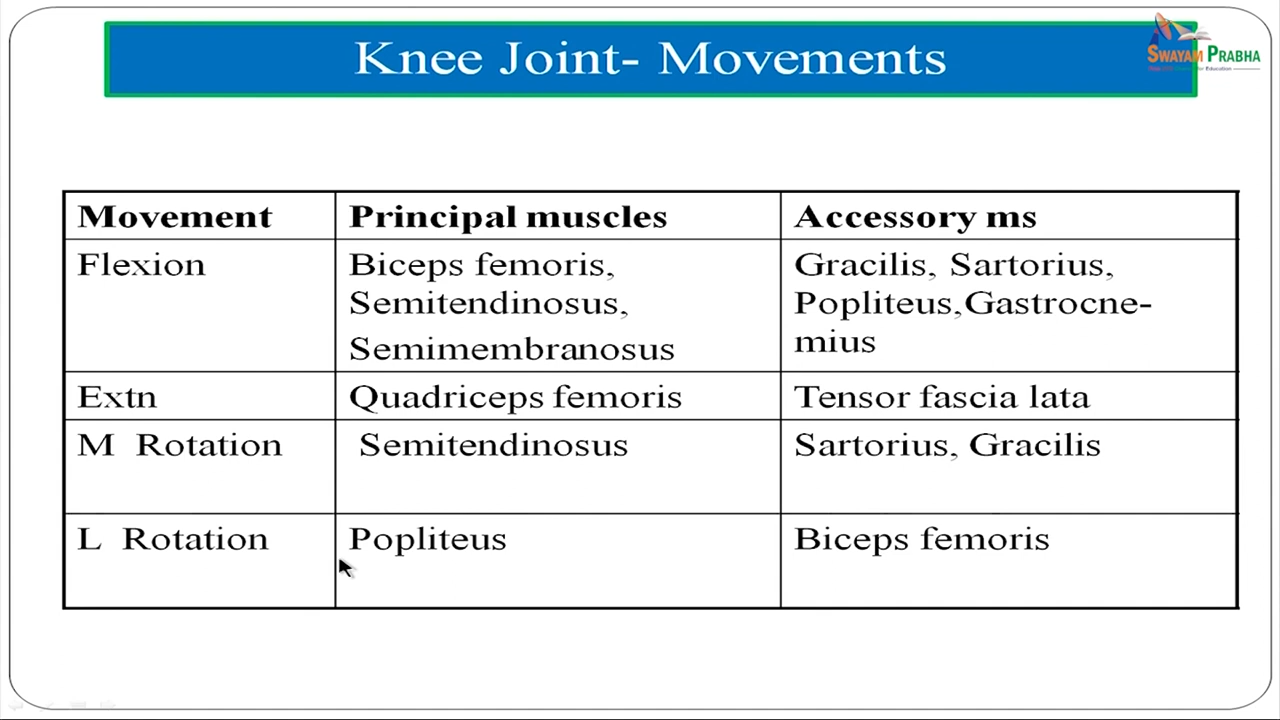 Knee Joint- Movements
SWAYAM PRABHA
Movement Principal muscles Accessory ms
Flexion Biceps femoris, Gracilis, Sartorius,
Semitendinosus, Popliteus,Gastrocne-
Semimembranosus mius
Extn Quadriceps femoris Tensor fascia lata
M Rotation Semitendinosus Sartorius, Gracilis
L Rotation Popliteus Biceps femoris